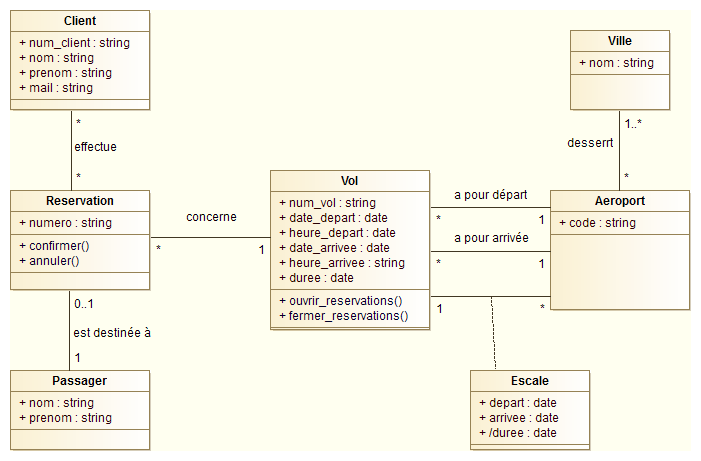 Client
+ num_client : string
+ nom : string
+ prenom : string
+ mail : string
*
effectue
*
Reservation
+ numero : string
+ confirmer()
+ annuler()
0..1
est destinée à
1
Passager
+ nom : string
+ prenom : string
concerne
*
1
Vol
+ num_vol : string
+ date_depart : date
+ heure_depart : date
+ date_arrivee : date
+ heure_arrivee : string
+ duree : date
+ ouvrir_reservations()
+ fermer_reservations()
a pour départ
*
1
a pour arrivée
*
1
1
*
Ville
+ nom : string
1..*
desserrt
*
Aeroport
+ code : string
Escale
+ depart : date
+ arrivee : date
+ /duree : date